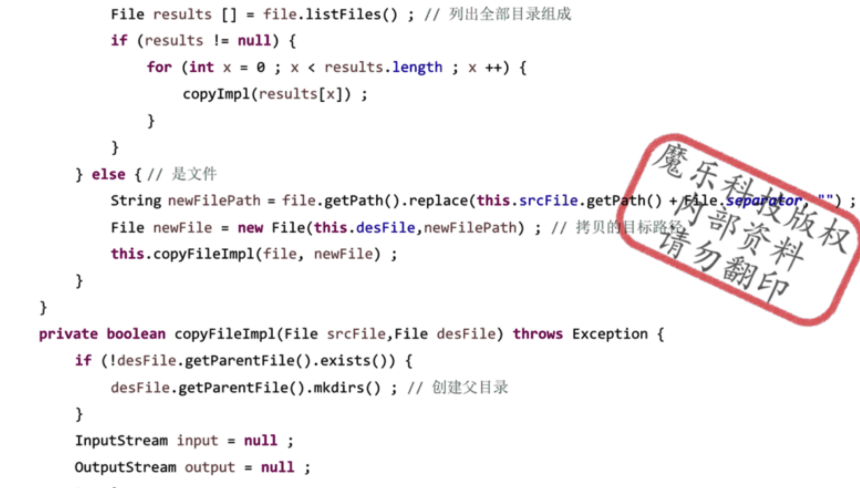 File results [] = file.listFiles() ; // 列出全部目录组成
if (results != null) {
for (int x = 0 ; x < results.length ; x ++) {
copyImpl(results[x]) ;
}
}
} else { // 是文件
String newFilePath = file.getPath().replace(this.srcFile.getPath() + File.separator, "") ;
File newFile = new File(this.desFile,newFilePath) ; // 拷贝的目标路径
this.copyFileImpl(file, newFile) ;
}
}
private boolean copyFileImpl(File srcFile,File desFile) throws Exception {
if (!desFile.getParentFile().exists()) {
desFile.getParentFile().mkdirs() ; // 创建父目录
}
InputStream input = null ;
OutputStream output = null ;
魔乐科技版权
内部资料
请勿翻印